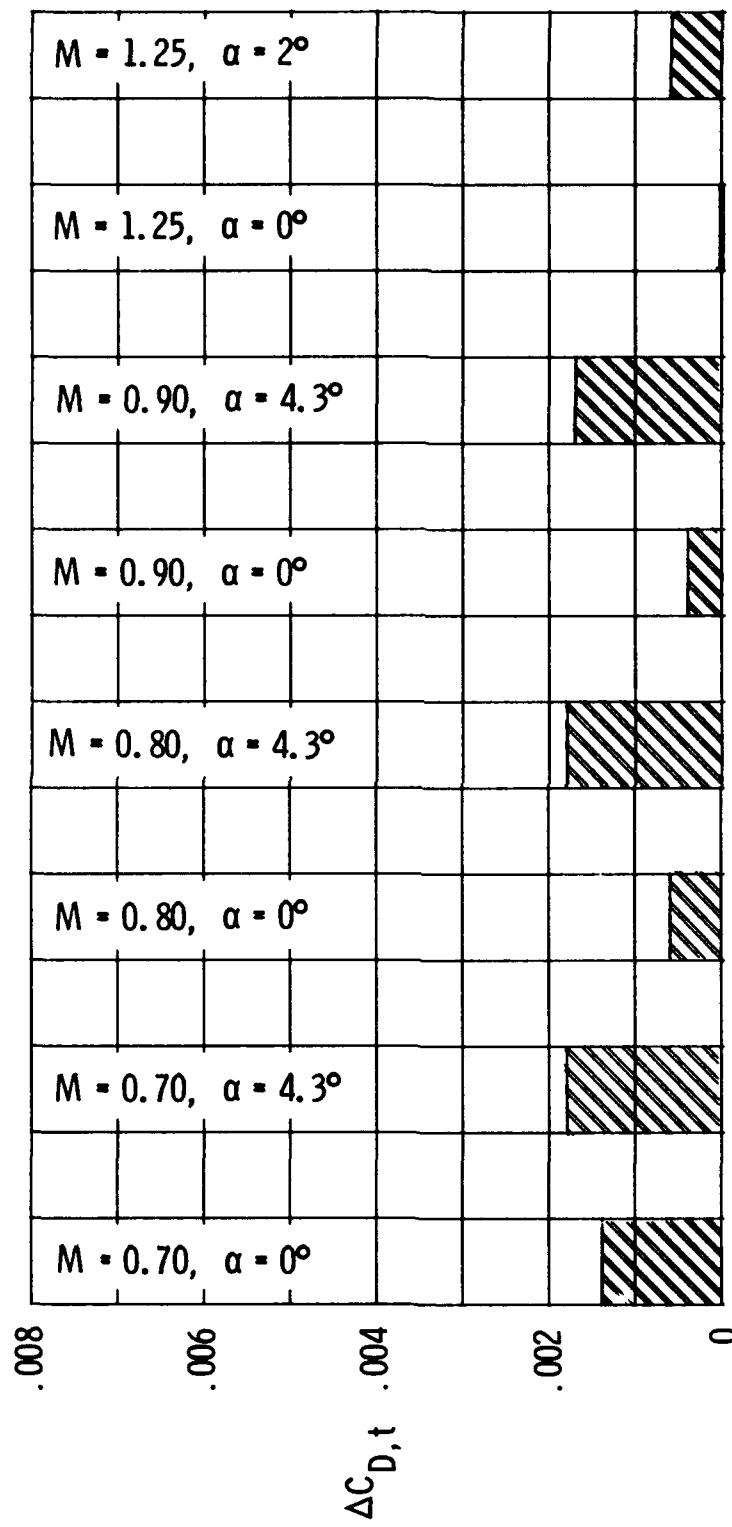 M = 1.25, α = 2°
M = 1.25, α = 0°
M = 0.90, α = 4.3°
M = 0.90, α = 0°
M = 0.80, α = 4.3°
M = 0.80, α = 0°
M = 0.70, α = 4.3°
M = 0.70, α = 0°
.008
.006
.004
.002
0
ΔC_D,t